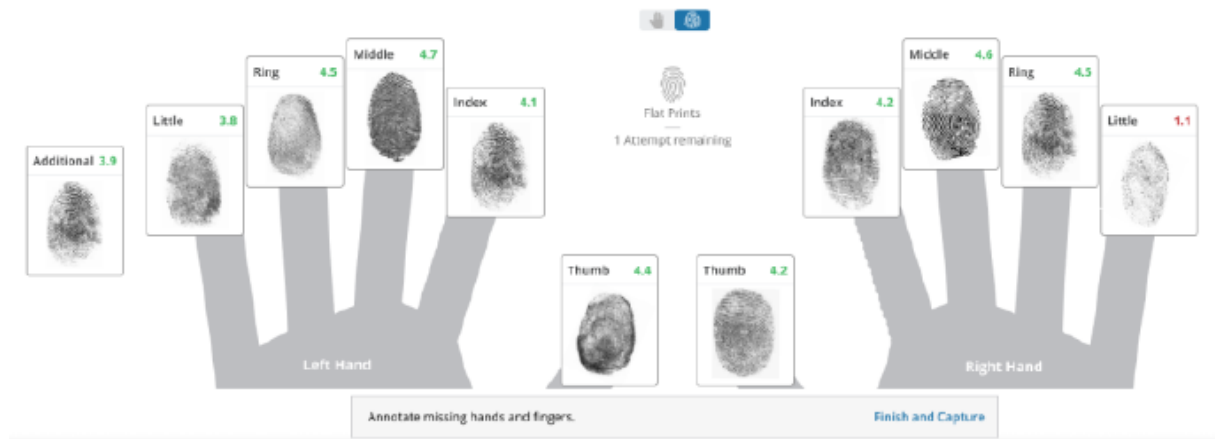 Additional 3.9
Little 3.8
Ring 4.5
Middle 4.7
Index 4.1
Flat Prints
1 Attempt remaining
Index 4.2
Middle 4.6
Ring 4.5
Little 1.1
Thumb 4.4
Thumb 4.2
Left Hand
Right Hand
Annotate missing hands and fingers.
Finish and Capture